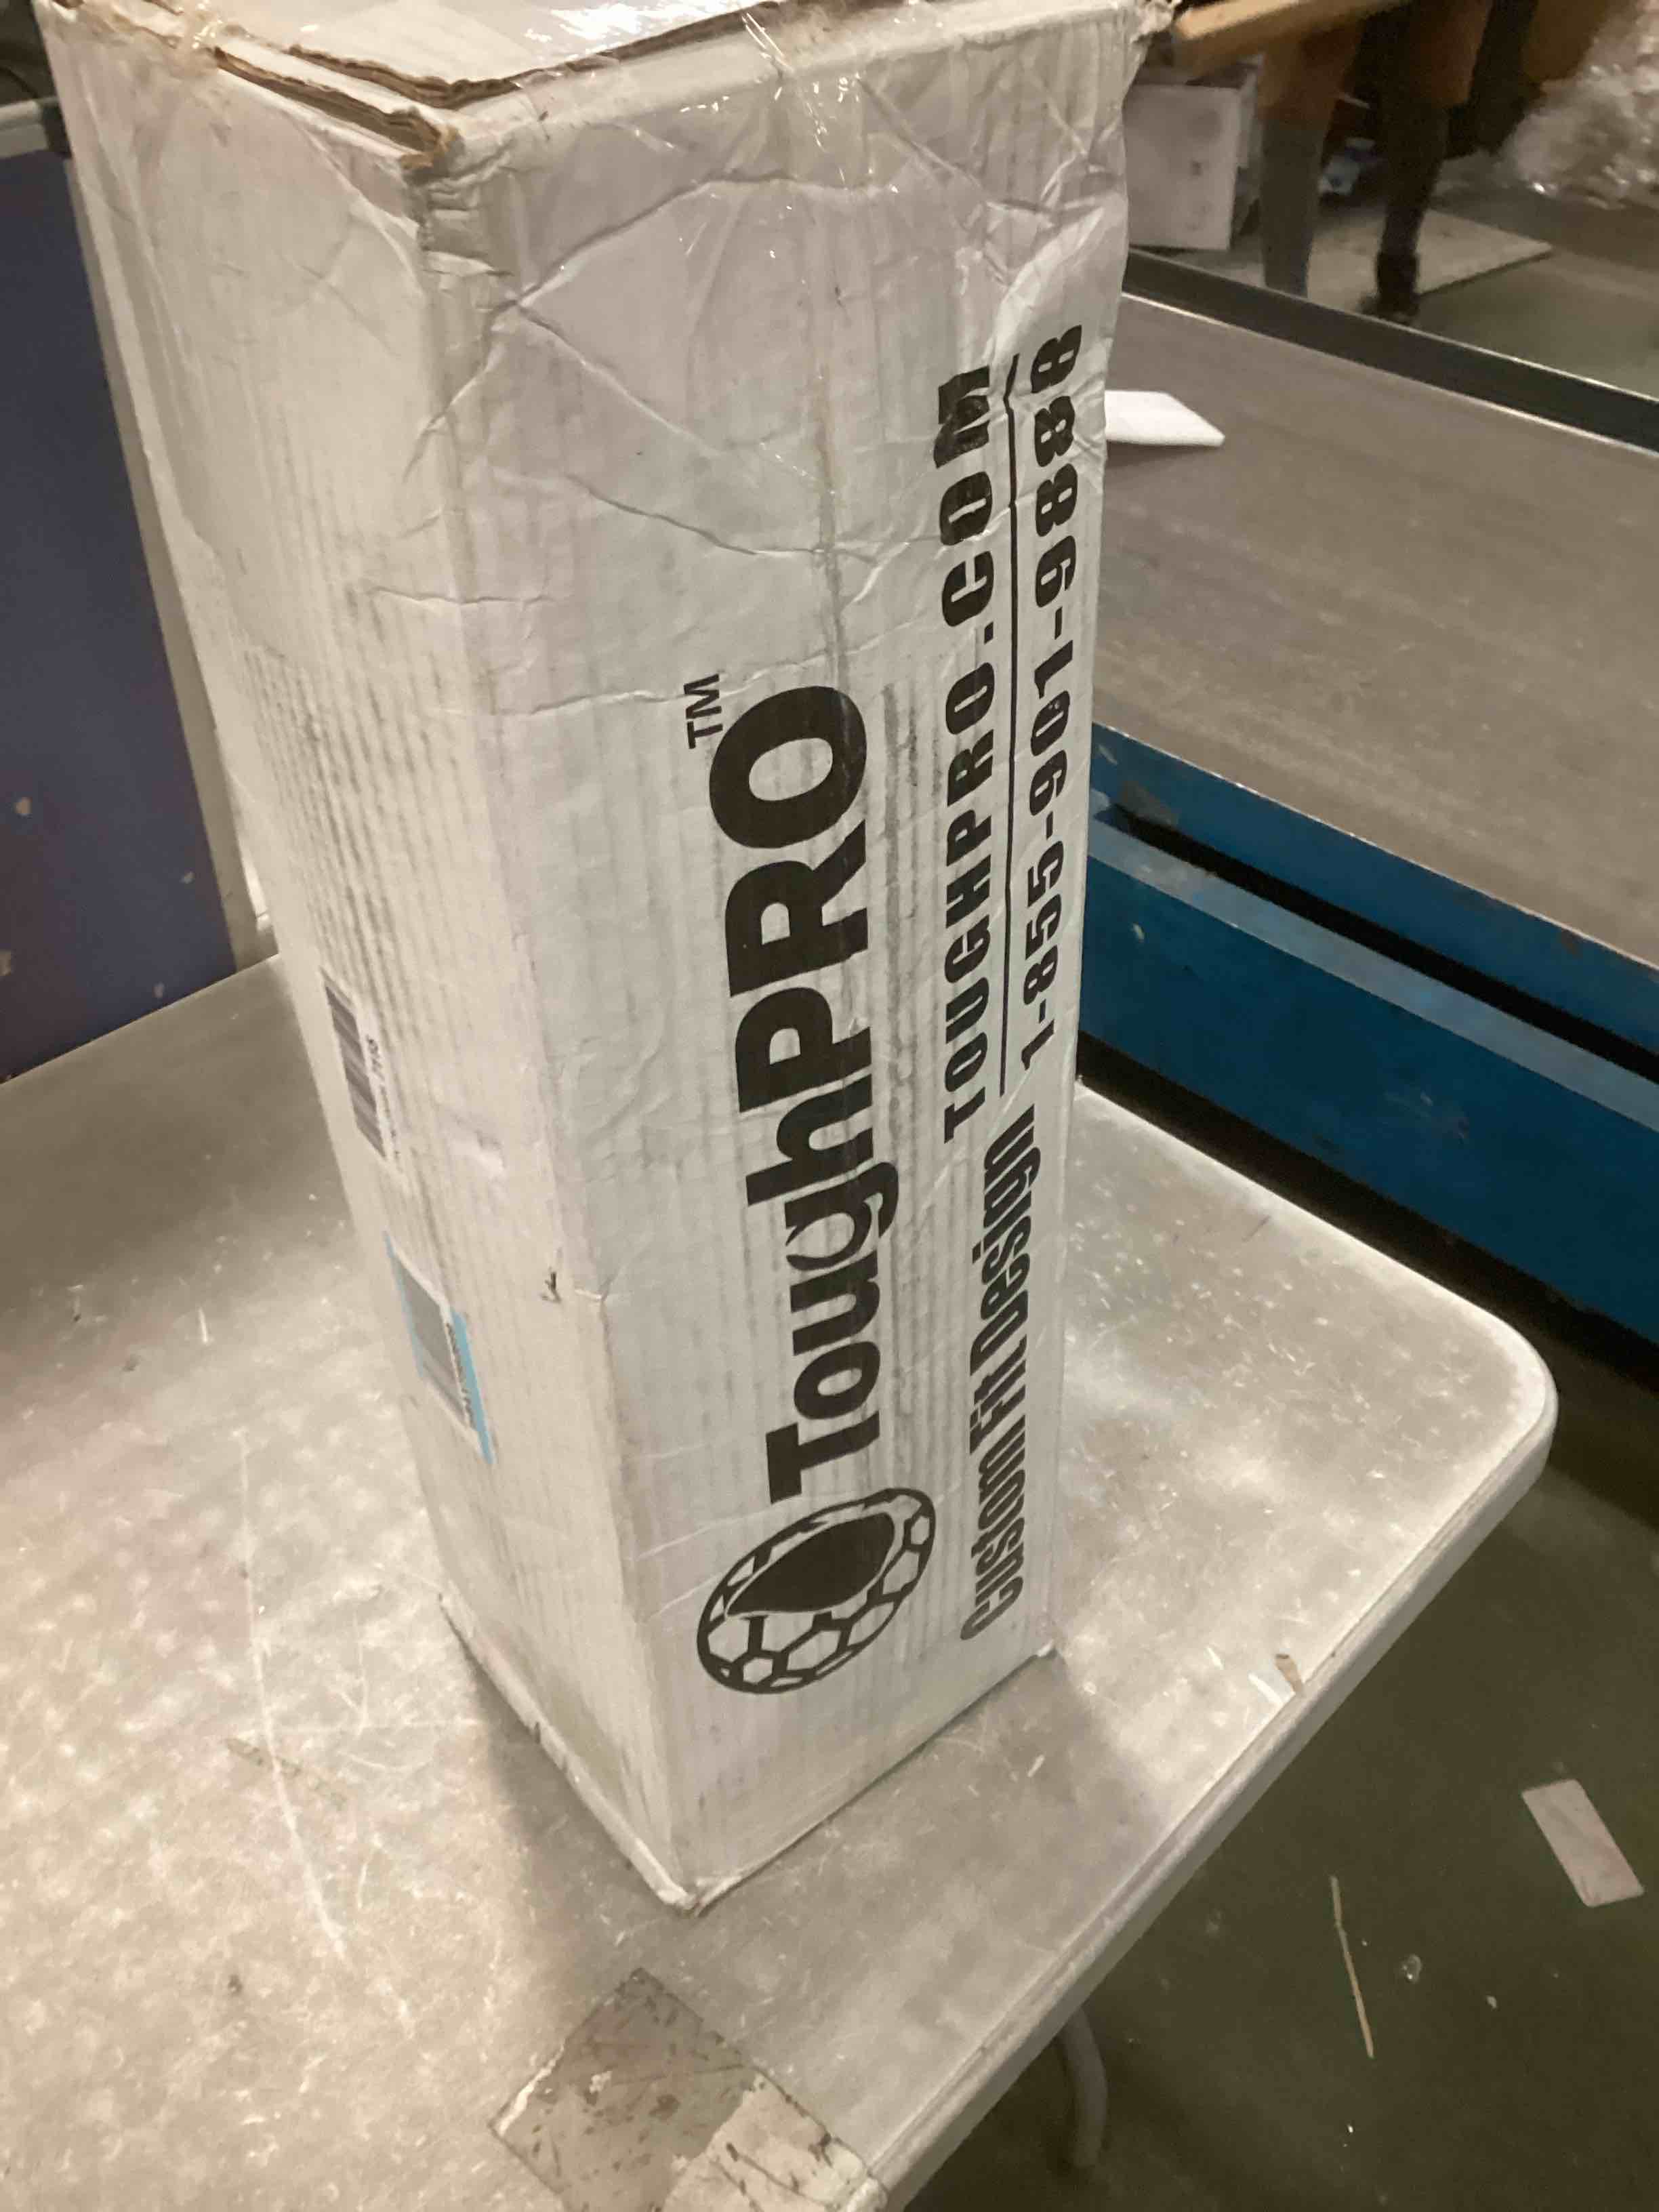 ToughPRO™
TOUGHPRO.COM
Custom Fit Design 1-855-901-9888